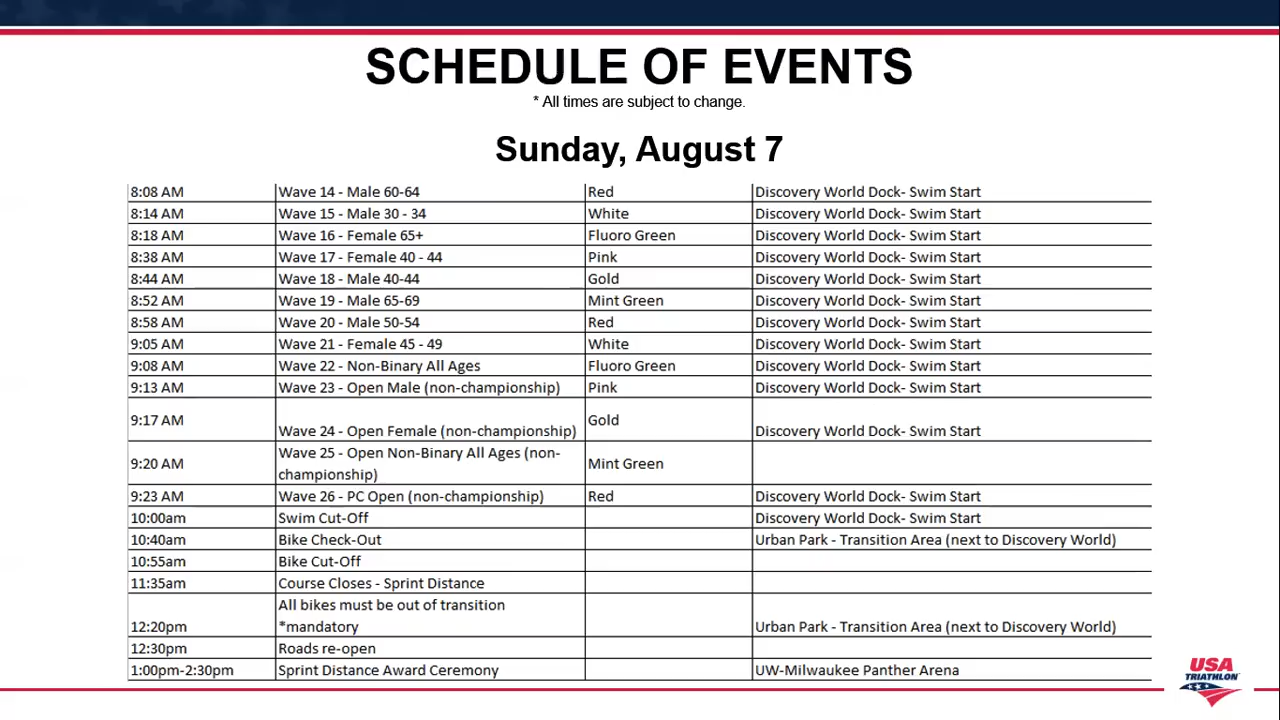 SCHEDULE OF EVENTS
* All times are subject to change.
Sunday, August 7
8:08 AM Wave 14 - Male 60-64 Red Discovery World Dock- Swim Start
8:14 AM Wave 15 - Male 30 - 34 White Discovery World Dock- Swim Start
8:18 AM Wave 16 - Female 65+ Fluoro Green Discovery World Dock- Swim Start
8:38 AM Wave 17 - Female 40 - 44 Pink Discovery World Dock- Swim Start
8:44 AM Wave 18 - Male 40-44 Gold Discovery World Dock- Swim Start
8:52 AM Wave 19 - Male 65-69 Mint Green Discovery World Dock- Swim Start
8:58 AM Wave 20 - Male 50-54 Red Discovery World Dock- Swim Start
9:05 AM Wave 21 - Female 45 - 49 White Discovery World Dock- Swim Start
9:08 AM Wave 22 - Non-Binary All Ages Fluoro Green Discovery World Dock- Swim Start
9:13 AM Wave 23 - Open Male (non-championship) Pink Discovery World Dock- Swim Start
9:17 AM Wave 24 - Open Female (non-championship) Gold Discovery World Dock- Swim Start
9:20 AM Wave 25 - Open Non-Binary All Ages (non-
championship) Mint Green
9:23 AM Wave 26 - PC Open (non-championship) Red Discovery World Dock- Swim Start
10:00am Swim Cut-Off Discovery World Dock- Swim Start
10:40am Bike Check-Out Urban Park - Transition Area (next to Discovery World)
10:55am Bike Cut-Off
11:35am Course Closes - Sprint Distance
All bikes must be out of transition
12:20pm *mandatory Urban Park - Transition Area (next to Discovery World)
12:30pm Roads re-open
1:00pm-2:30pm Sprint Distance Award Ceremony UW-Milwaukee Panther Arena
USA
TRIATHLON